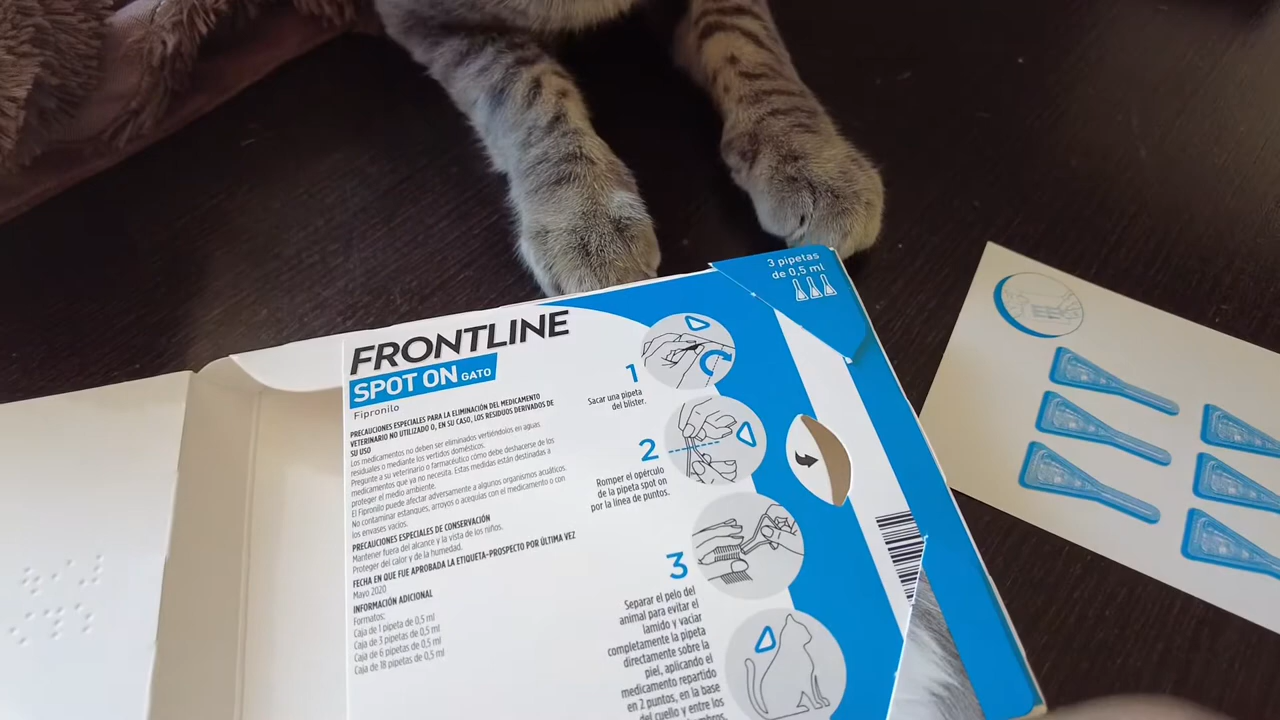 3 pipetas
de 0,5 ml
FRONTLINE
SPOT ON GATO
Fipronilo
PRECAUCIONES ESPECIALES PARA LA ELIMINACIÓN DEL MEDICAMENTO
VETERINARIO NO UTILIZADO O, EN SU CASO, LOS RESIDUOS DERIVADOS DE
SU USO
Los medicamentos no deben ser eliminados vertiéndolos en aguas
residuales o mediante los vertidos domésticos.
Pregunte a su veterinario o farmacéutico cómo debe deshacerse de los
medicamentos que ya no necesita. Estas medidas están destinadas a
proteger el medio ambiente.
El Fipronilo puede afectar adversamente a algunos organismos acuáticos.
No contaminar estanques, arroyos o acequias con el medicamento o con
los envases vacíos.
PRECAUCIONES ESPECIALES DE CONSERVACIÓN
Mantener fuera del alcance y la vista de los niños.
Proteger del calor y de la humedad.
FECHA EN QUE FUE APROBADA LA ETIQUETA-PROSPECTO POR ÚLTIMA VEZ
Mayo 2020
INFORMACIÓN ADICIONAL
Formatos:
Caja de 1 pipeta de 0,5 ml
Caja de 3 pipetas de 0,5 ml
Caja de 6 pipetas de 0,5 ml
Caja de 18 pipetas de 0,5 ml
1
Sacar una pipeta
del blíster.
2
Romper el opérculo
de la pipeta spot on
por la línea de puntos.
3
Separar el pelo del
animal para evitar el
lamido y vaciar
completamente la pipeta
directamente sobre la
piel, aplicando el
medicamento repartido
en 2 puntos, en la base
del cuello y entre los